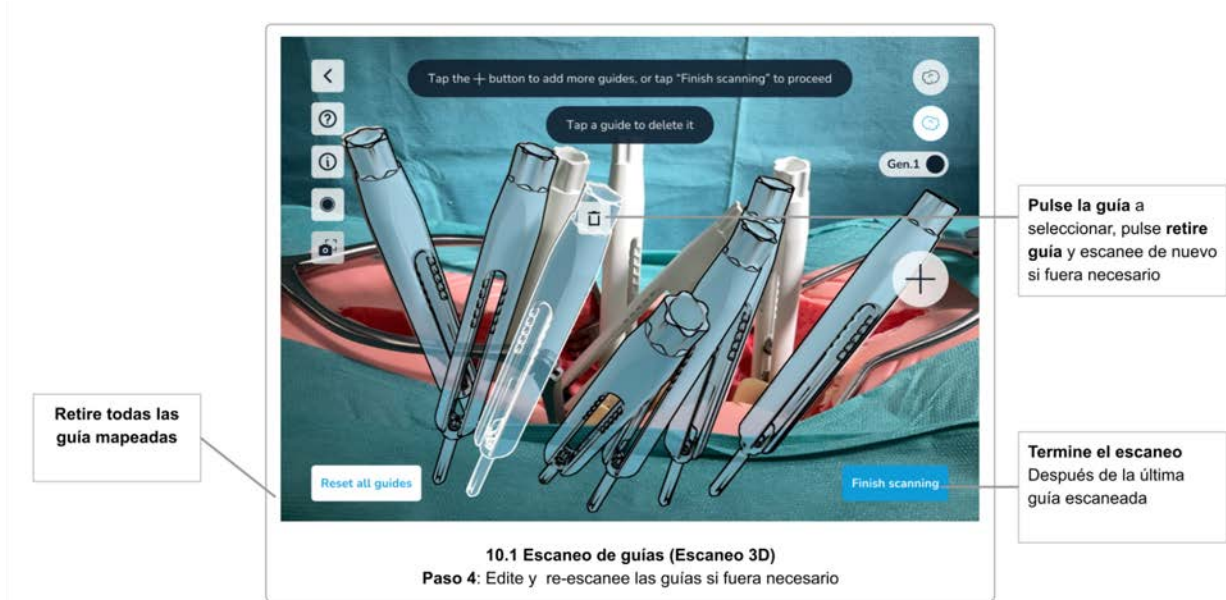 Tap the + button to add more guides, or tap "Finish scanning" to proceed
Tap a guide to delete it
Gen.1
Pulse la guía a
seleccionar, pulse retire
guía y escanee de nuevo
si fuera necesario
Retire todas las
guía mapeadas
Reset all guides
Finish scanning
Termine el escaneo
Después de la última
guía escaneada
10.1 Escaneo de guías (Escaneo 3D)
Paso 4: Edite y re-escanee las guías si fuera necesario